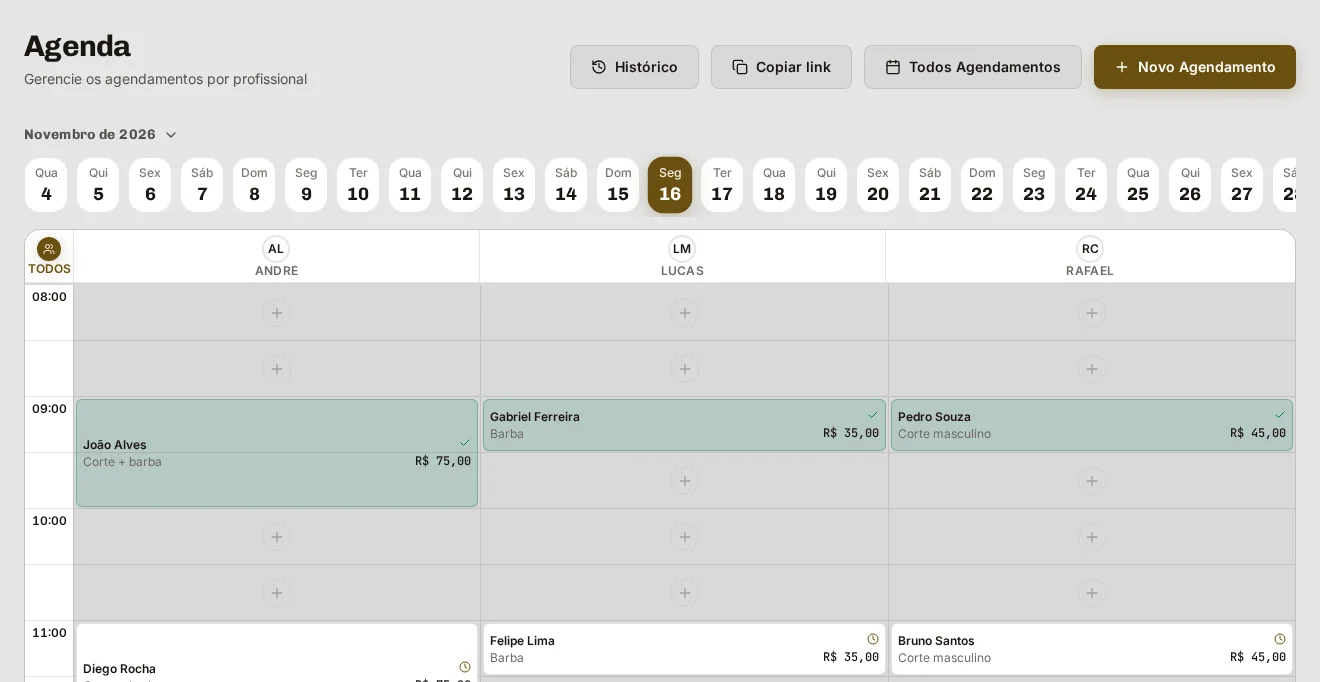 Agenda
Gerencie os agendamentos por profissional
Histórico
Copiar link
Todos Agendamentos
Novo Agendamento
Novembro de 2026
Qua Qui Sex Sáb Dom Seg Ter Qua Qui Sex Sáb Dom Seg Ter Qua Qui Sex Sáb Dom Seg Ter Qua Qui Sex
4 5 6 7 8 9 10 11 12 13 14 15 16 17 18 19 20 21 22 23 24 25 26 27
TODOS
AL
ANDRÉ
LM
LUCAS
RC
RAFAEL
08:00
09:00
João Alves
Corte + barba R$ 75,00
Gabriel Ferreira
Barba R$ 35,00
Pedro Souza
Corte masculino R$ 45,00
10:00
11:00
Diego Rocha
Felipe Lima
Barba R$ 35,00
Bruno Santos
Corte masculino R$ 45,00